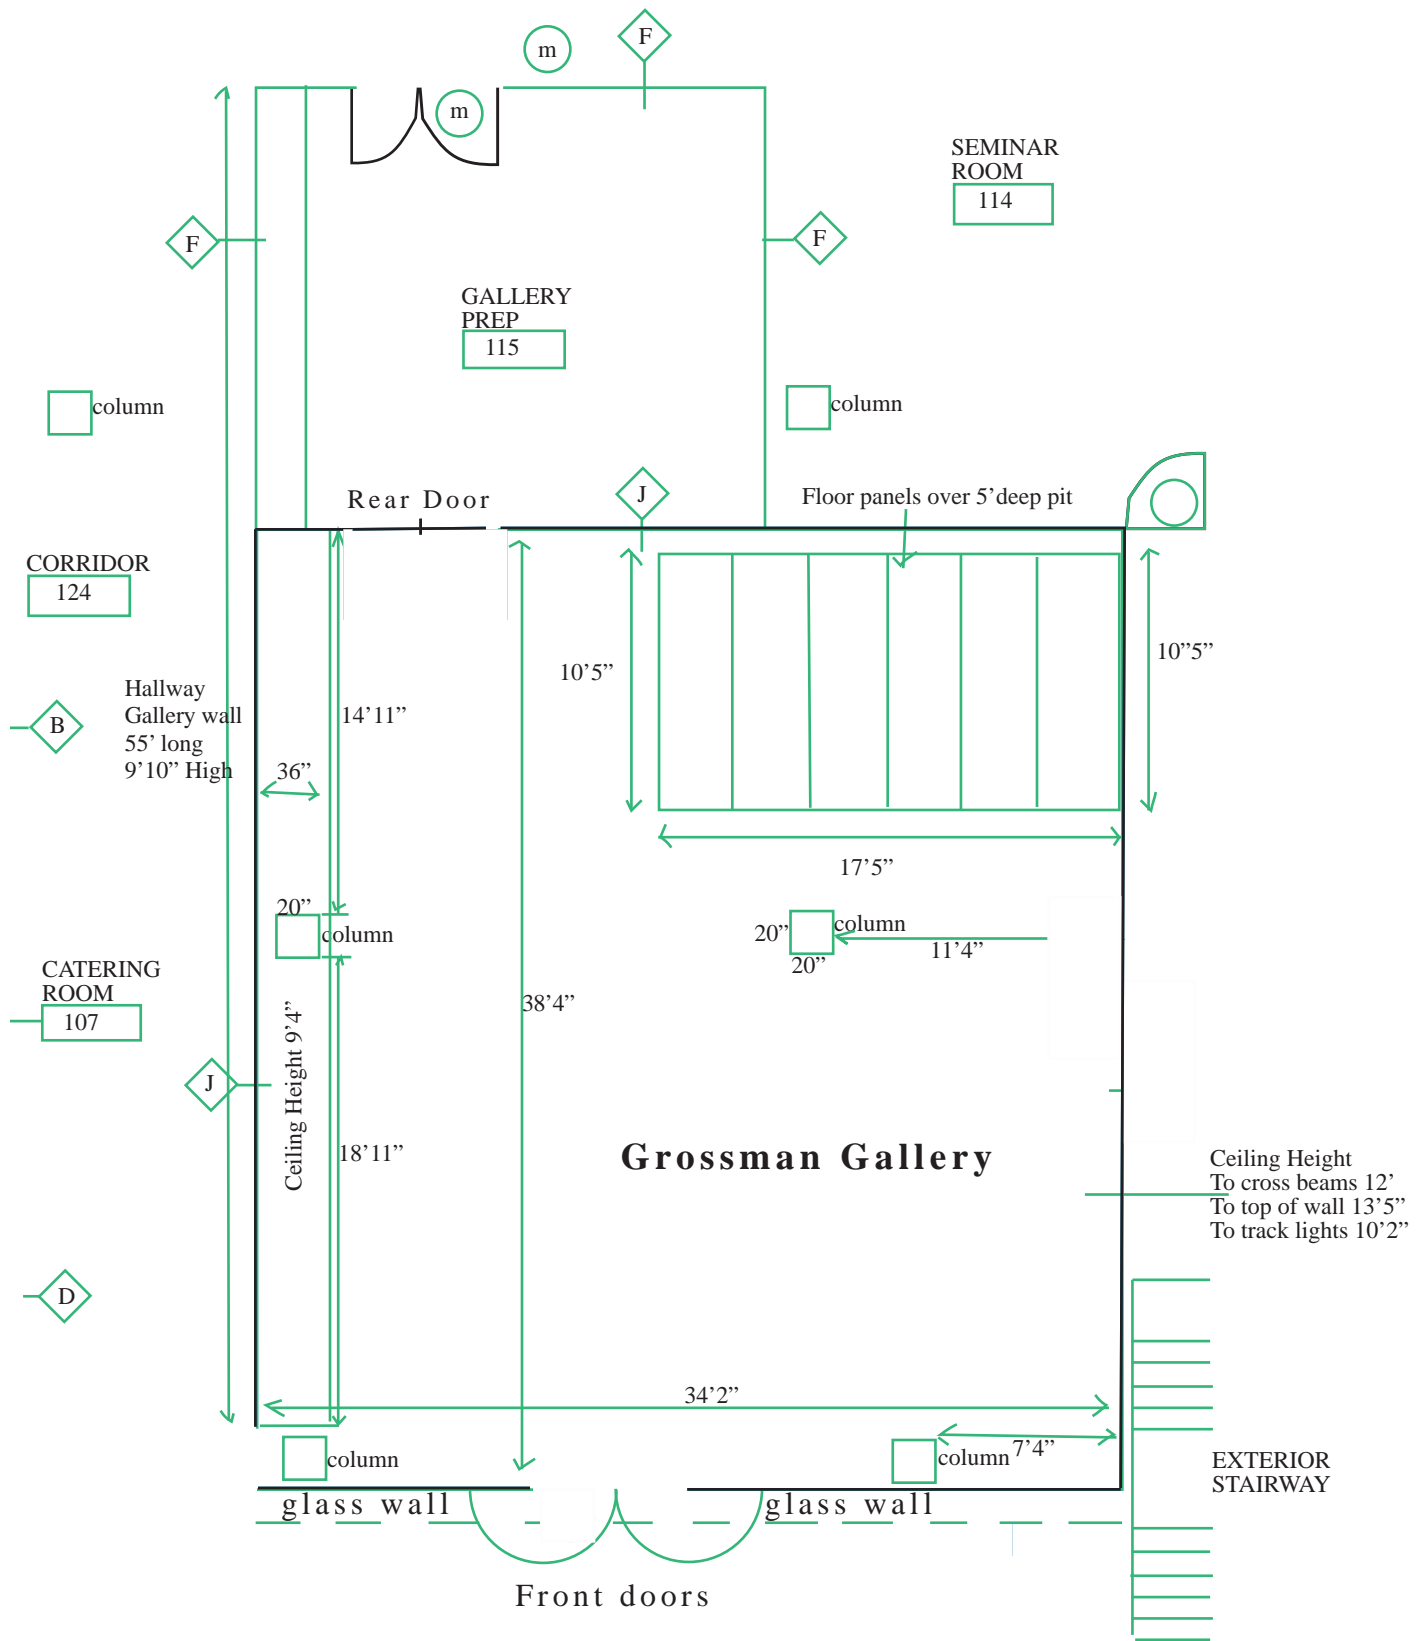 m
F
m
SEMINAR
ROOM
114
F
F
GALLERY
PREP
115
column
column
Rear Door
J
Floor panels over 5’deep pit
CORRIDOR
124
10’5”
10”5”
Hallway
Gallery wall
55’ long
9’10” High
B
14’11”
36”
17’5”
20”
column
20”
column
20”
11’4”
CATERING
ROOM
107
38’4”
Ceiling Height 9’4”
J
18’11”
Grossman Gallery
Ceiling Height
To cross beams 12’
To top of wall 13’5”
To track lights 10’2”
D
34’2”
column
column
7’4”
EXTERIOR
STAIRWAY
glass wall
glass wall
Front doors